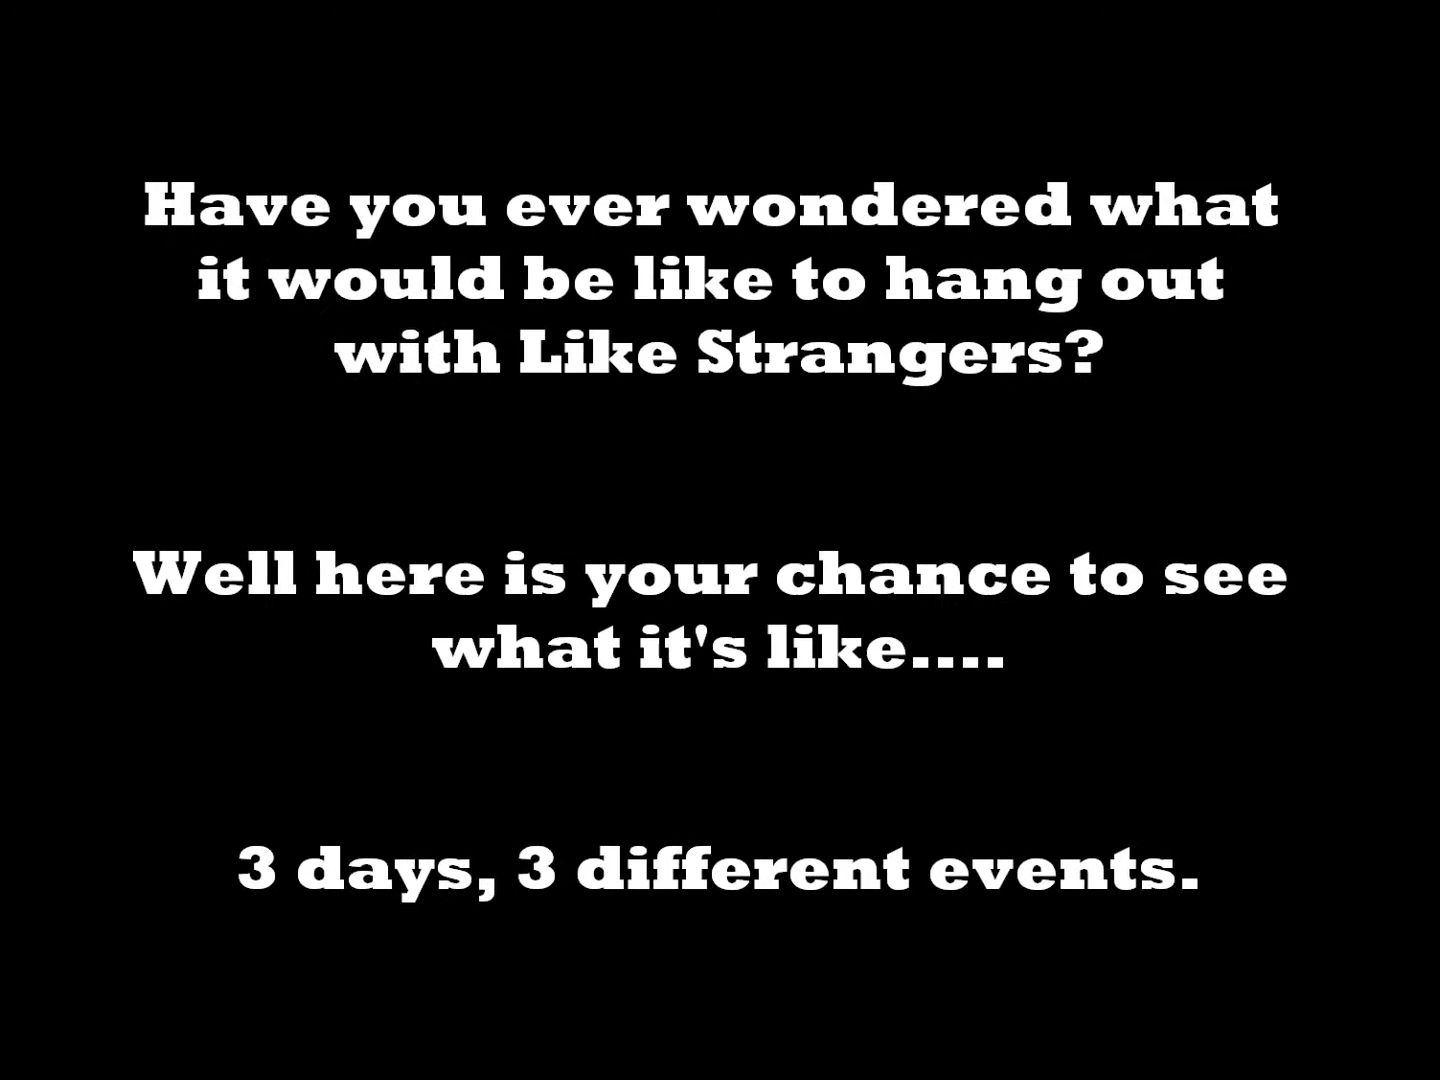 Have you ever wondered what
it would be like to hang out
with Like Strangers?
Well here is your chance to see
what it's like....
3 days, 3 different events.